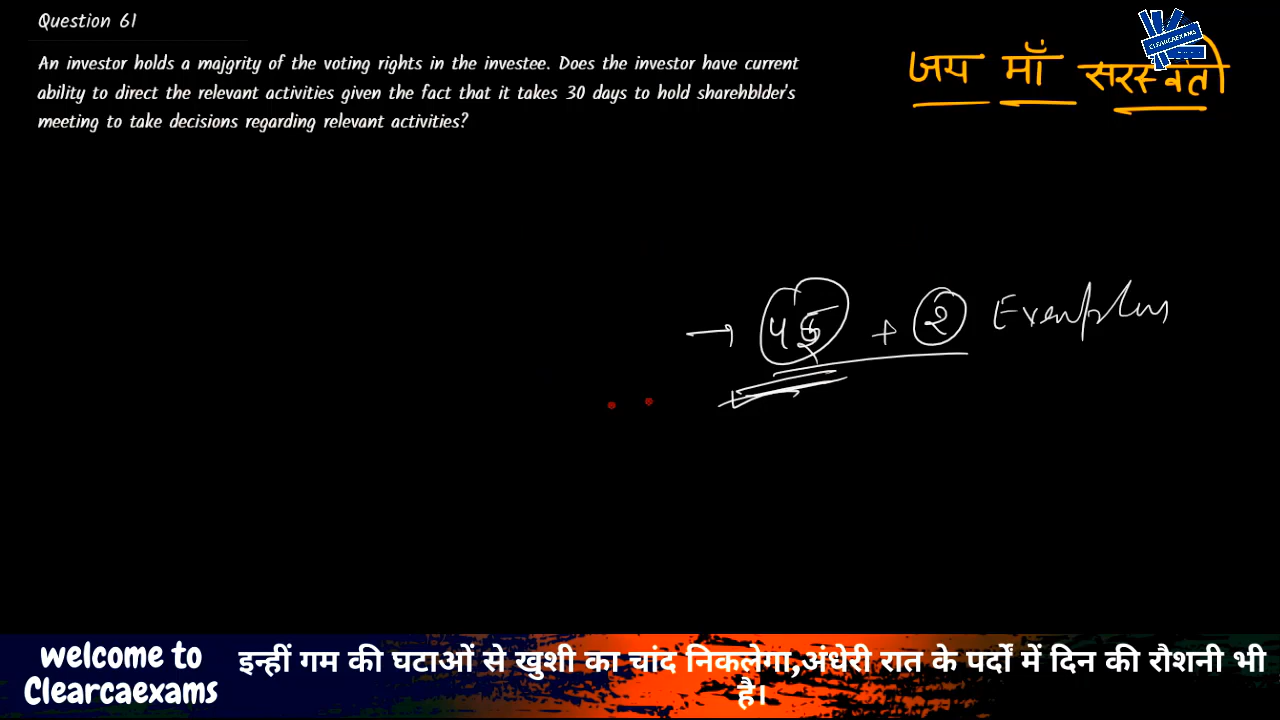 Question 61
An investor holds a majgrity of the voting rights in the investee. Does the investor have current
ability to direct the relevant activities given the fact that it takes 30 days to hold sharehblder's
meeting to take decisions regarding relevant activities?
जय माँ सरस्वती
CLEARCAEXAMS
→ 45 + 2
welcome to
Clearcaexams
इन्हीं गम की घटाओं से खुशी का चांद निकलेगा,अंधेरी रात के पर्दों में दिन की रौशनी भी
है।